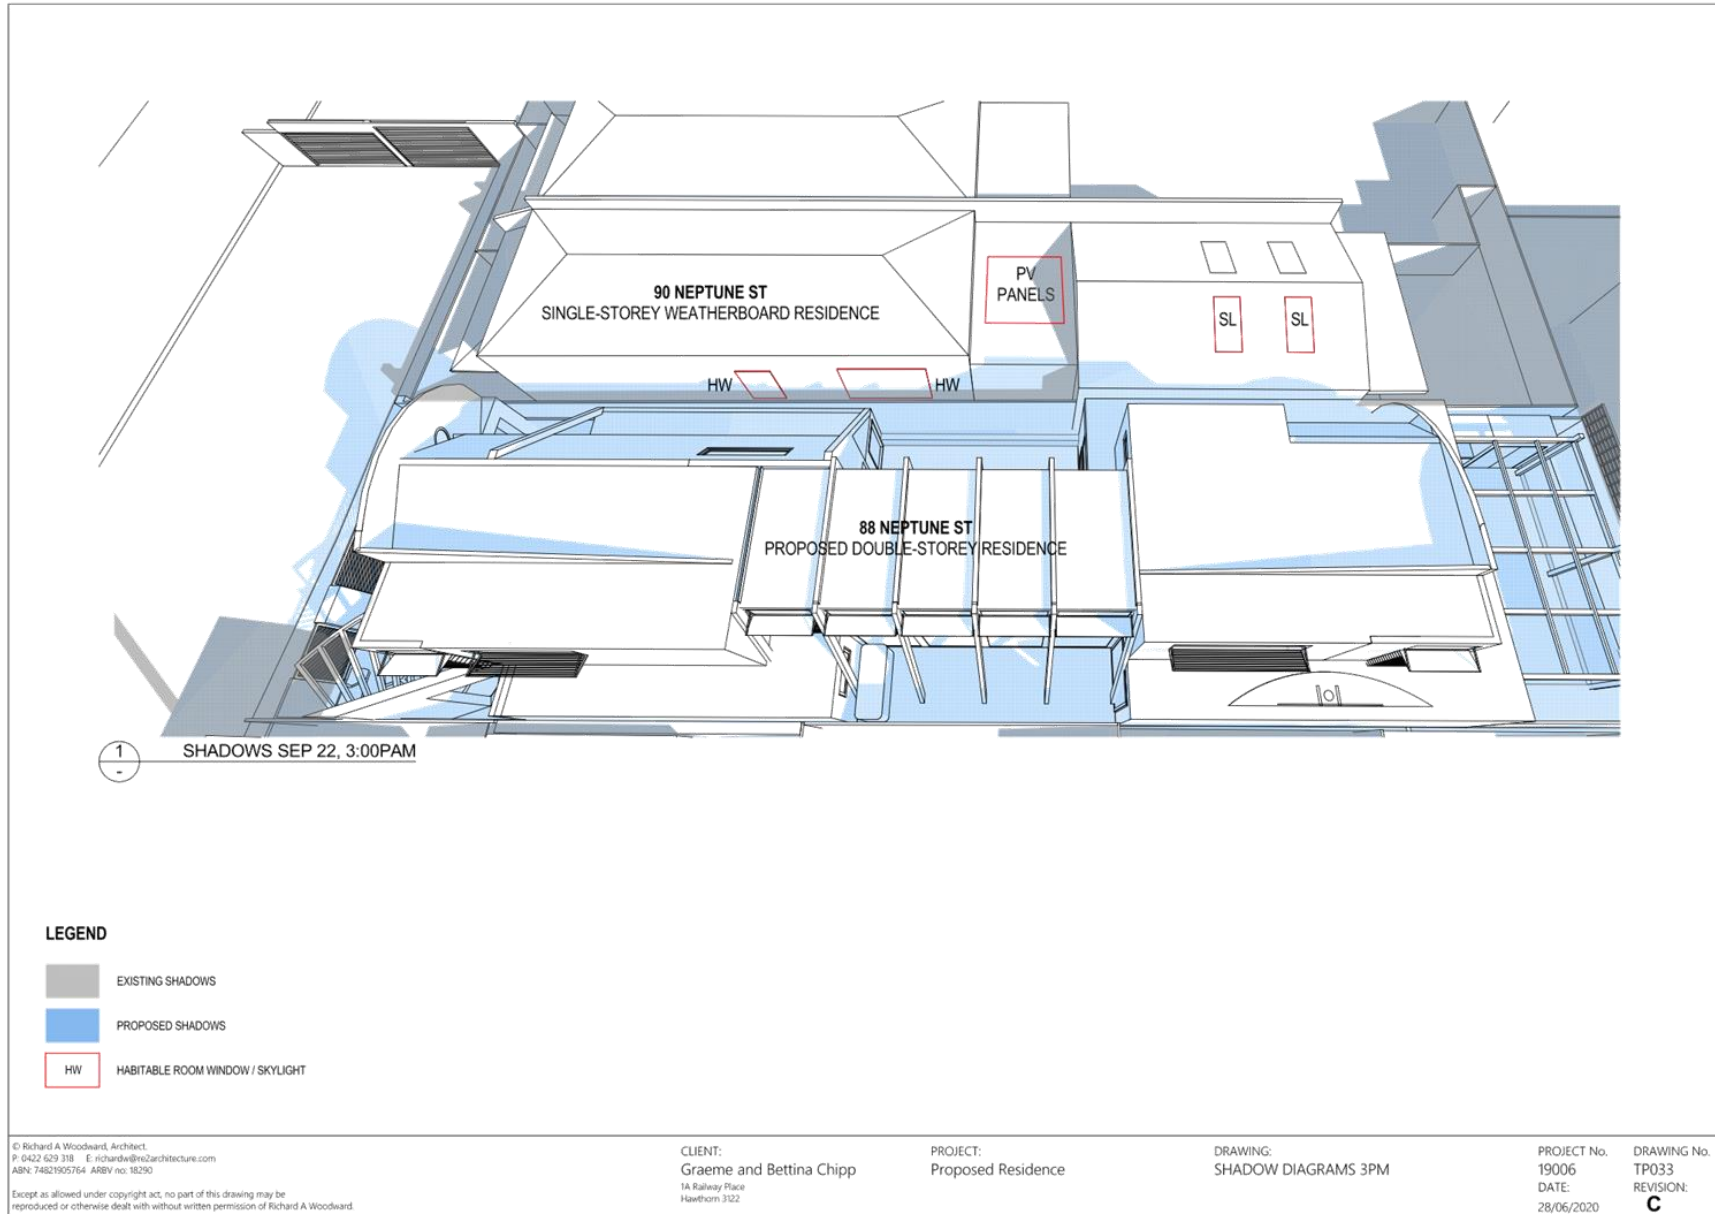 90 NEPTUNE ST
SINGLE-STOREY WEATHERBOARD RESIDENCE
PV
PANELS
SL
SL
HW
HW
88 NEPTUNE ST
PROPOSED DOUBLE-STOREY RESIDENCE
1
-
SHADOWS SEP 22, 3:00PAM
LEGEND
EXISTING SHADOWS
PROPOSED SHADOWS
HW
HABITABLE ROOM WINDOW / SKYLIGHT
© Richard A Woodward, Architect.
P: 0422 629 318 E: richardw@re2architecture.com
ABN: 74821905764 ARBV no: 18290
Except as allowed under copyright act, no part of this drawing may be
reproduced or otherwise dealt with without written permission of Richard A Woodward.
CLIENT:
Graeme and Bettina Chipp
1A Railway Place
Hawthorn 3122
PROJECT:
Proposed Residence
DRAWING:
SHADOW DIAGRAMS 3PM
PROJECT No.
19006
DATE:
28/06/2020
DRAWING No.
TP033
REVISION:
C